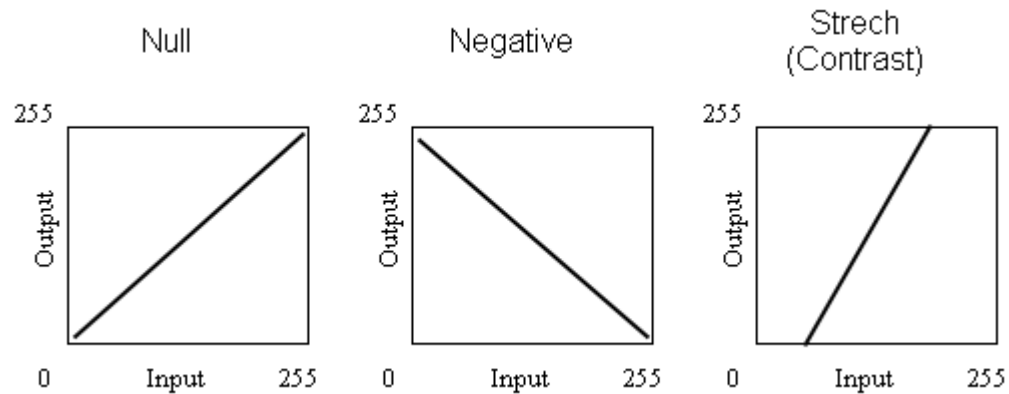 Null
255
Output
0 Input 255
Negative
255
Output
0 Input 255
Strech
(Contrast)
255
Output
0 Input 255